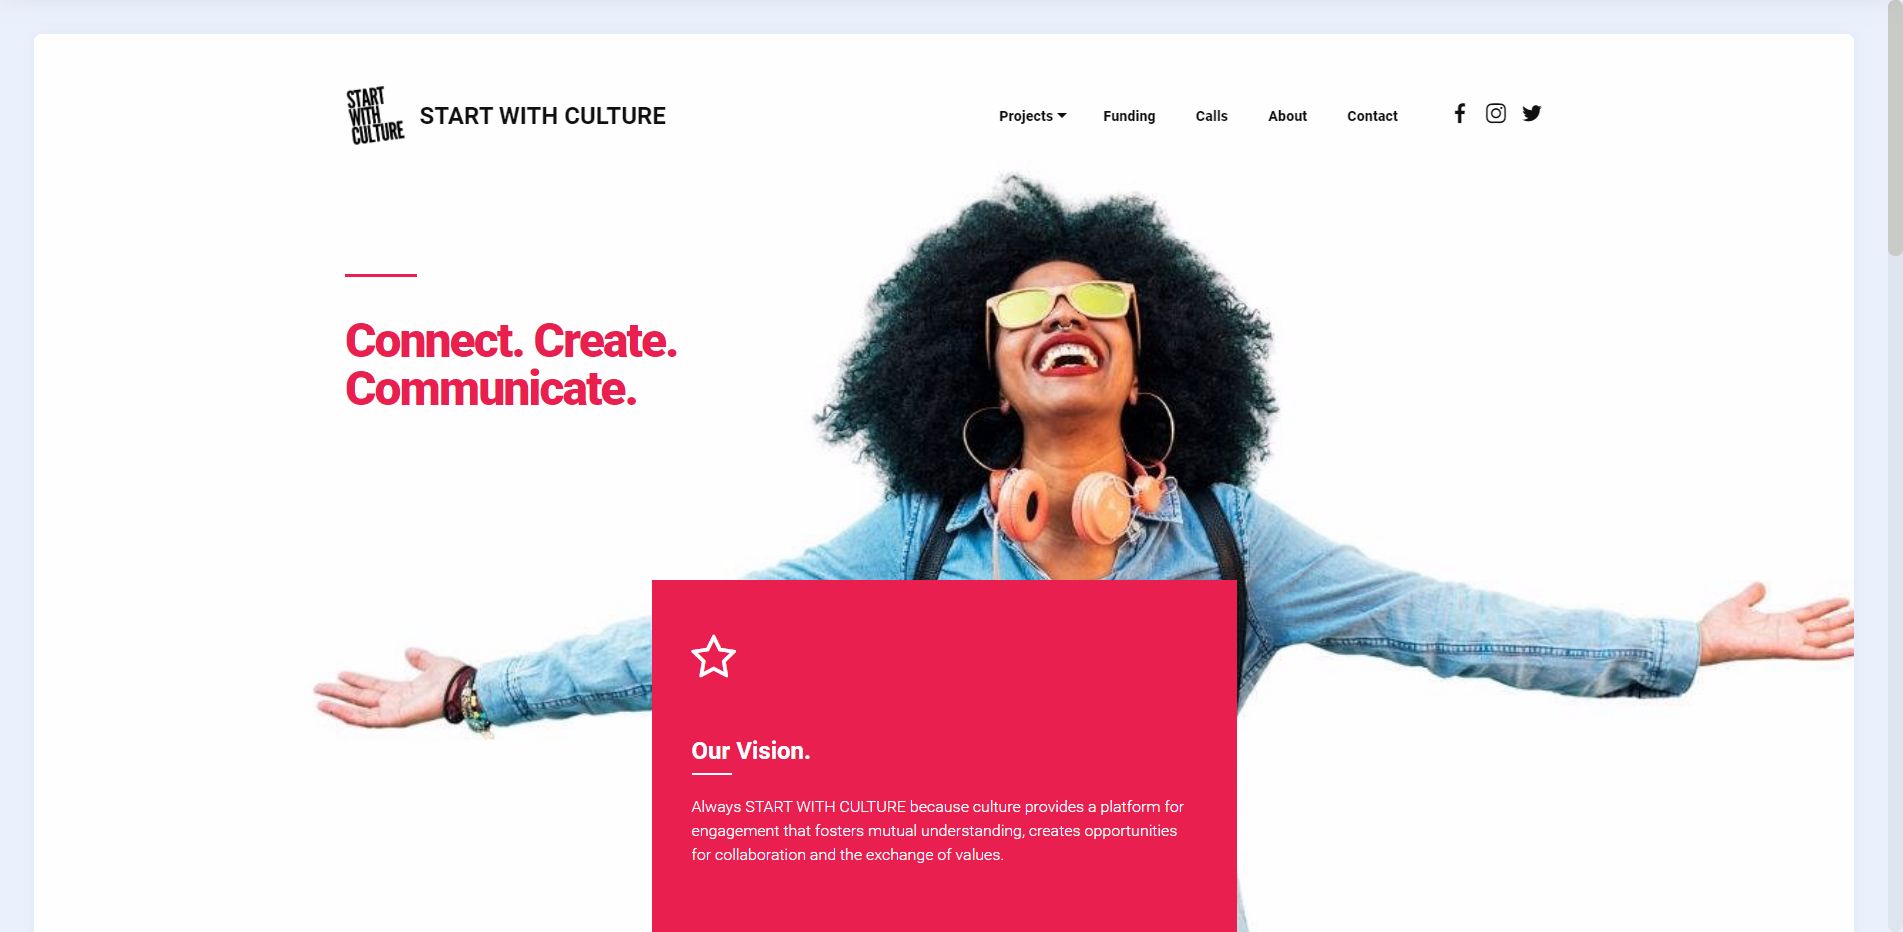 START
WITH
CULTURE
START WITH CULTURE
Projects Funding Calls About Contact
Connect. Create.
Communicate.
Our Vision.
Always START WITH CULTURE because culture provides a platform for
engagement that fosters mutual understanding, creates opportunities
for collaboration and the exchange of values.